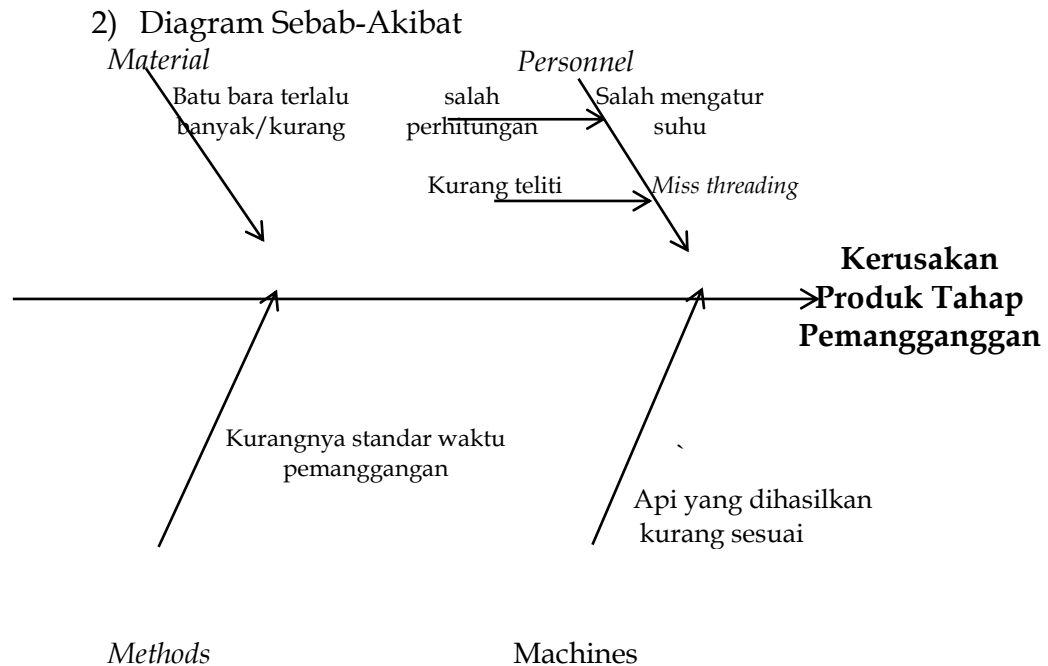 2) Diagram Sebab-Akibat
Material
Personnel
Batu bara terlalu
banyak/kurang
salah
perhitungan
Salah mengatur
suhu
Kurang teliti
Miss threading
Kerusakan
Produk Tahap
Pemangganggan
Kurangnya standar waktu
pemanggangan
`
Api yang dihasilkan
kurang sesuai
Methods
Machines